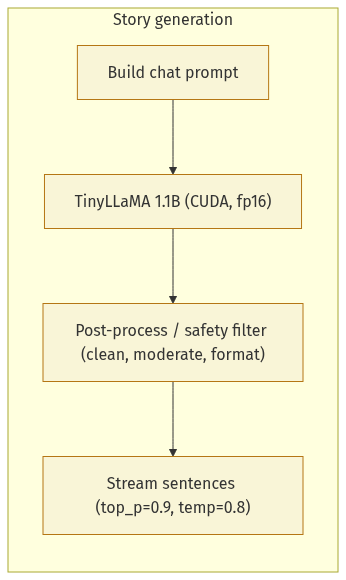 Story generation
Build chat prompt
TinyLLaMA 1.1B (CUDA, fp16)
Post-process / safety filter
(clean, moderate, format)
Stream sentences
(top_p=0.9, temp=0.8)